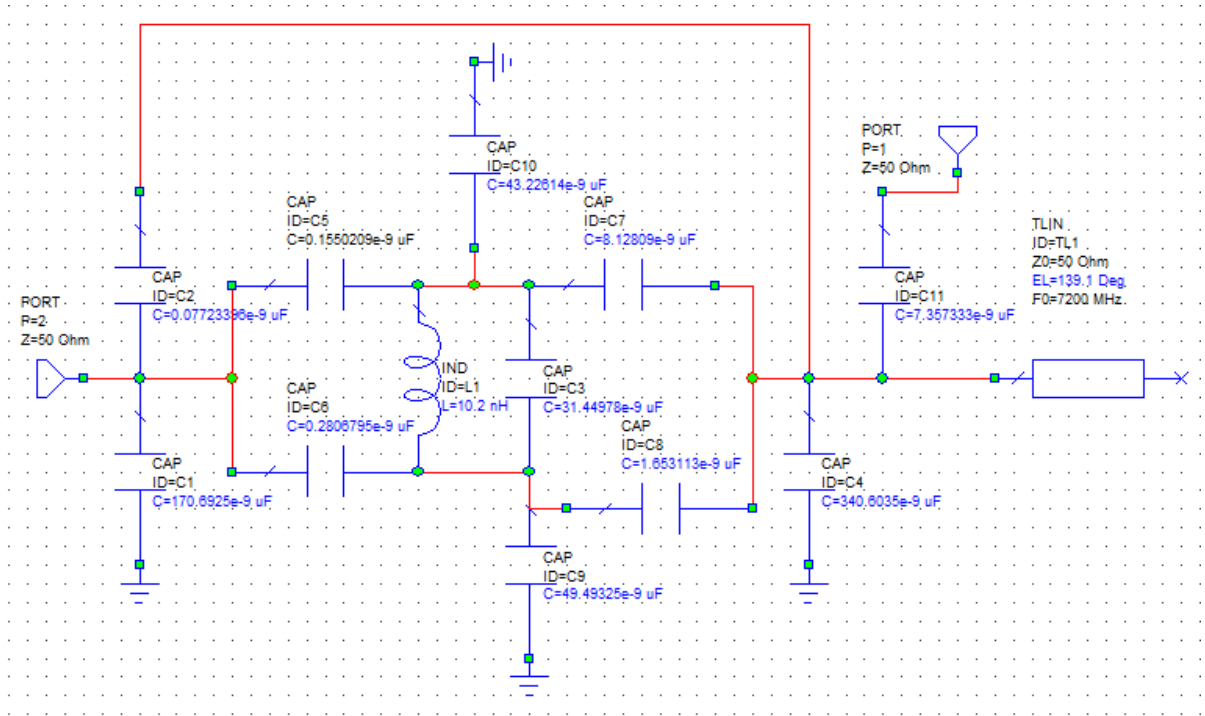 CAP
ID=C10
C=43.22614e-9 uF
PORT
P=1
Z=50 Ohm
CAP
ID=C5
C=0.1550209e-9 uF
CAP
ID=C7
C=8.12809e-9 uF
TLIN
ID=TL1
Z0=50 Ohm
EL=139.1 Deg
F0=7200 MHz
CAP
ID=C2
C=0.07723396e-9 uF
CAP
ID=C11
C=7.357333e-9 uF
PORT
P=2
Z=50 Ohm
IND
ID=L1
L=10.2 nH
CAP
ID=C3
C=31.44978e-9 uF
CAP
ID=C6
C=0.2806795e-9 uF
CAP
ID=C8
C=1.653113e-9 uF
CAP
ID=C1
C=170.6925e-9 uF
CAP
ID=C4
C=340.6035e-9 uF
CAP
ID=C9
C=49.49325e-9 uF